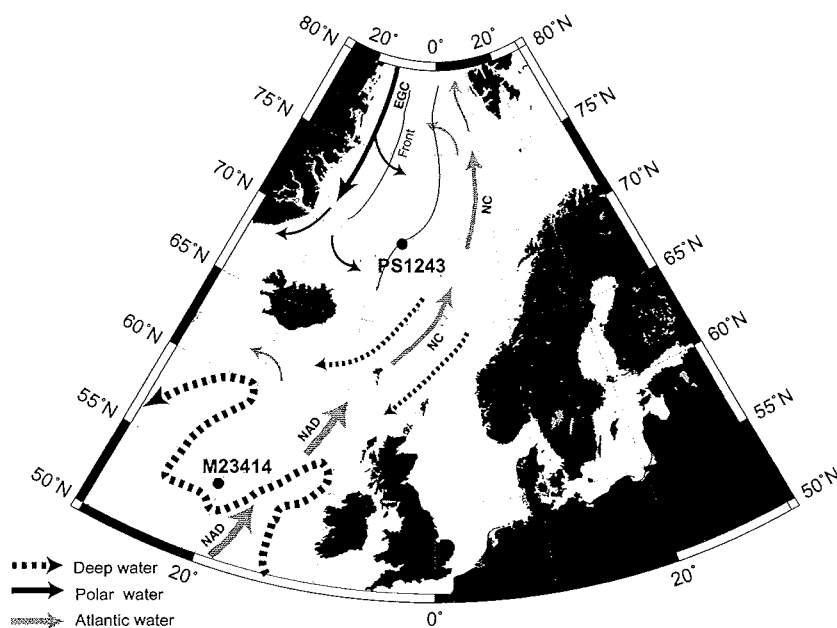 20° 0° 20°
80°N 80°N
75°N 75°N
70°N 70°N
65°N 65°N
60°N 60°N
55°N 55°N
50°N 50°N
EGC
Front
NC
PS1243
NC
NAD
M23414
NAD
20° 0° 20°
Deep water
Polar water
Atlantic water